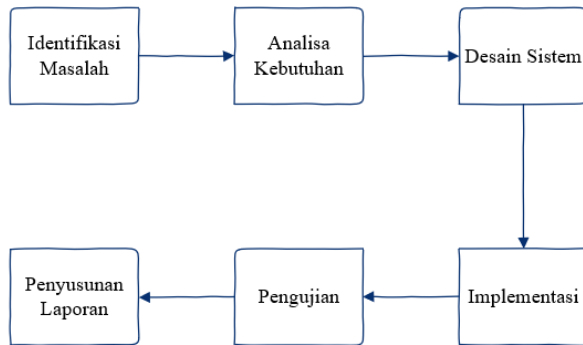 Identifikasi
Masalah
Analisa
Kebutuhan
Desain Sistem
Implementasi
Pengujian
Penyusunan
Laporan